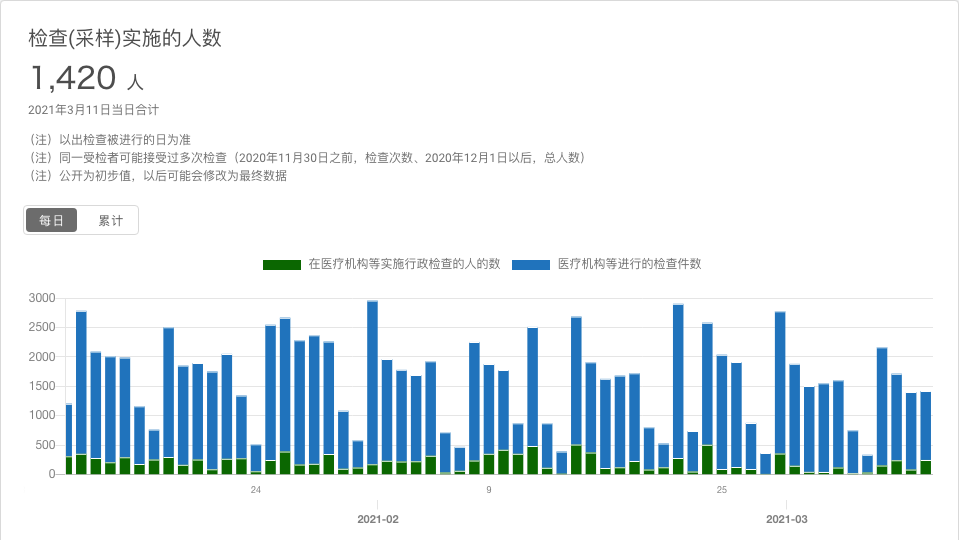 检查(采样)实施的人数
1,420 人
2021年3月11日当日合计
（注）以出检查被进行的日为准
（注）同一受检者可能接受过多次检查（2020年11月30日之前，检查次数、2020年12月1日以后，总人数）
（注）公开为初步值，以后可能会修改为最终数据
每日 累计
在医疗机构等实施行政检查的人的数 医疗机构等进行的检查件数
3000
2500
2000
1500
1000
500
0
24 9 25
2021-02 2021-03